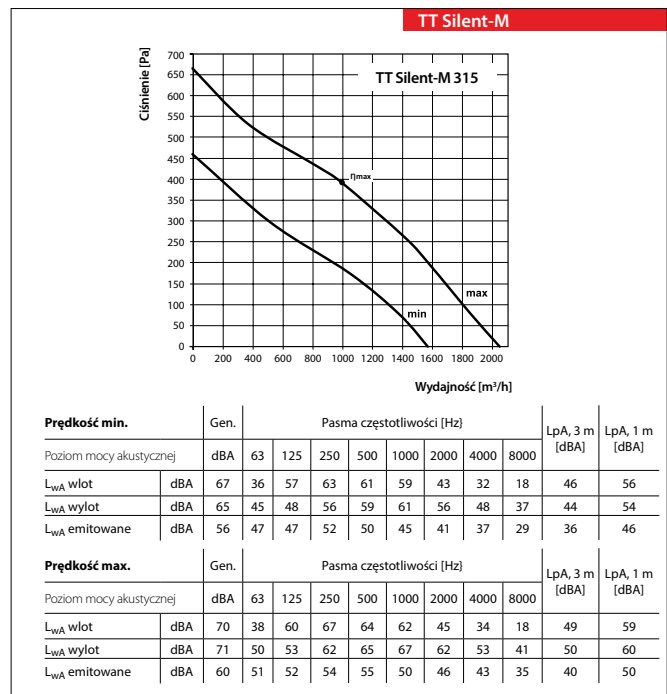 TT Silent-M
Ciśnienie [Pa]
TT Silent-M 315
700
650
600
550
500
450
400
350
300
250
200
150
100
50
0
ηmax
max
min
0 200 400 600 800 1000 1200 1400 1600 1800 2000
Wydajność [m³/h]
Prędkość min. Gen. Pasma częstotliwości [Hz} LpA, 3 m [dBA] LpA, 1 m [dBA]
Poziom mocy akustycznej dBA 63 125 250 500 1000 2000 4000 8000
LwA wlot dBA 67 36 57 63 61 59 43 32 18 46 56
LwA wylot dBA 65 45 48 56 59 61 56 48 37 44 54
LwA emitowane dBA 56 47 47 52 50 45 41 37 29 36 46
Prędkość max. Gen. Pasma częstotliwości [Hz} LpA, 3 m [dBA] LpA, 1 m [dBA]
Poziom mocy akustycznej dBA 63 125 250 500 1000 2000 4000 8000
LwA wlot dBA 70 38 60 67 64 62 45 34 18 49 59
LwA wylot dBA 71 50 53 62 65 67 62 53 41 50 60
LwA emitowane dBA 60 51 52 54 55 50 46 43 35 40 50